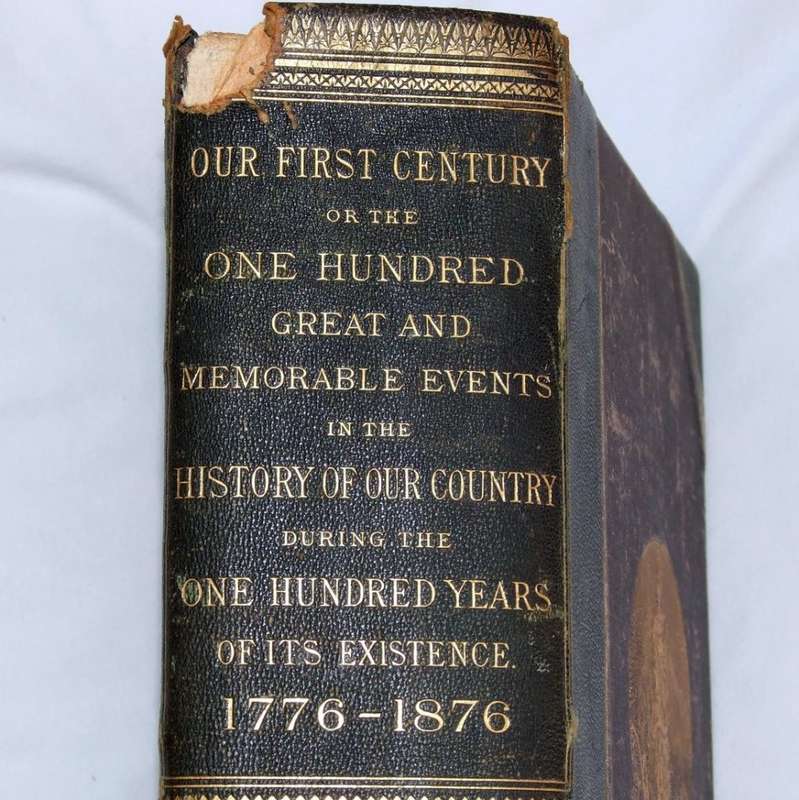 OUR FIRST CENTURY
OR THE
ONE HUNDRED
GREAT AND
MEMORABLE EVENTS
IN THE
HISTORY OF OUR COUNTRY
DURING THE
ONE HUNDRED YEARS
OF ITS EXISTENCE.
1776-1876